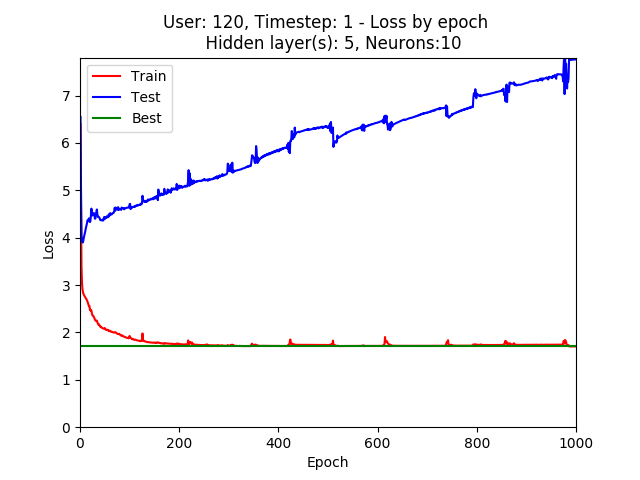 User: 120, Timestep: 1 - Loss by epoch
Hidden layer(s): 5, Neurons:10
Train
Test
Best
7
6
5
4
3
2
1
0
Loss
0 200 400 600 800 1000
Epoch